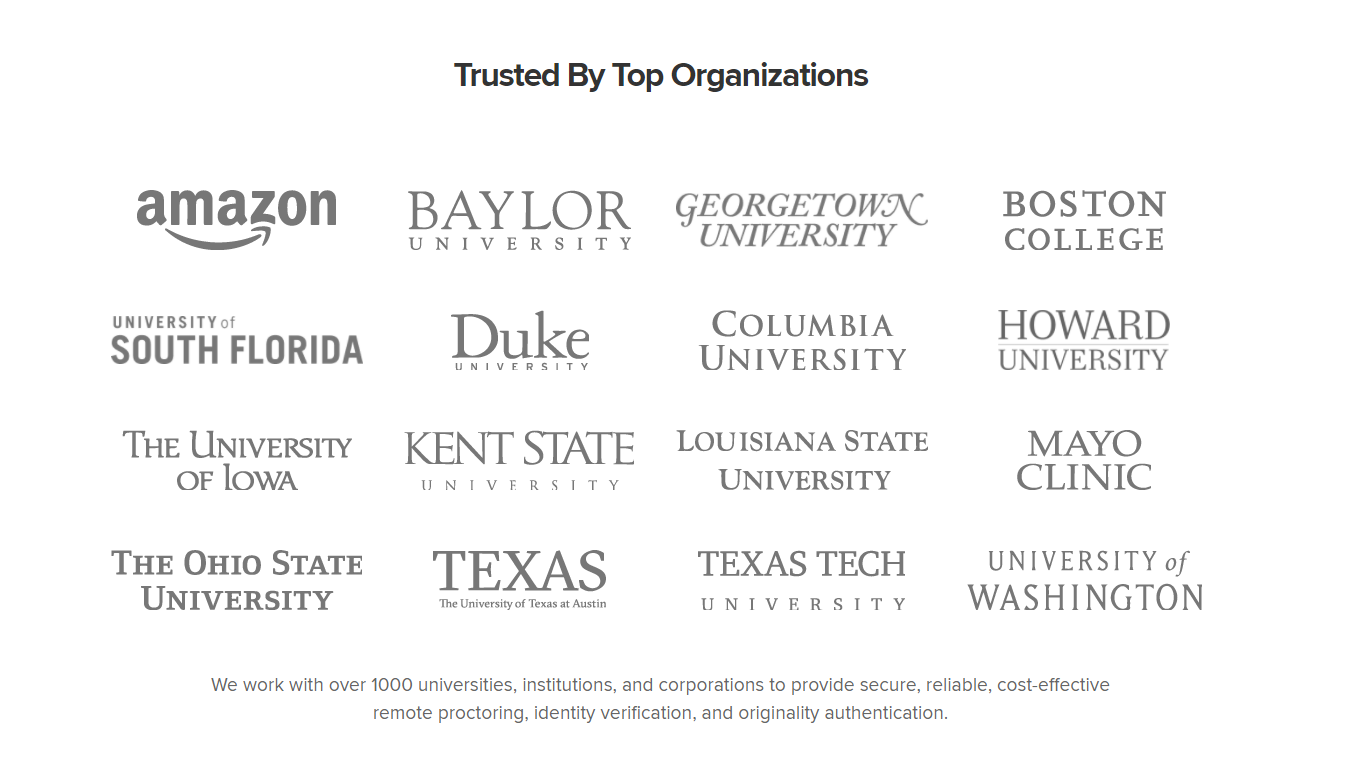 Trusted By Top Organizations
amazon
BAYLOR
UNIVERSITY
GEORGETOWN
UNIVERSITY
BOSTON
COLLEGE
UNIVERSITY of
SOUTH FLORIDA
Duke
UNIVERSITY
COLUMBIA
UNIVERSITY
HOWARD
UNIVERSITY
THE UNIVERSITY
OF IOWA
KENT STATE
UNIVERSITY
LOUISIANA STATE
UNIVERSITY
MAYO
CLINIC
THE OHIO STATE
UNIVERSITY
TEXAS
The University of Texas at Austin
TEXAS TECH
UNIVERSITY
UNIVERSITY of
WASHINGTON
We work with over 1000 universities, institutions, and corporations to provide secure, reliable, cost-effective
remote proctoring, identity verification, and originality authentication.